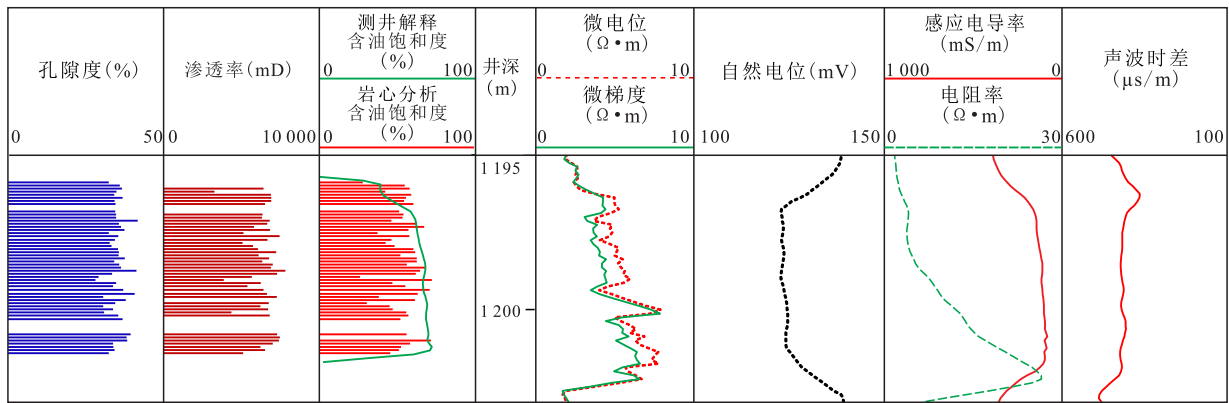 孔隙度(%)
0 50
渗透率(mD)
0 10 000
测井解释
含油饱和度
(%)
0 100
岩心分析
含油饱和度
(%)
0 100
井深
(m)
1 195
1 200
微电位
(Ω•m)
0 10
微梯度
(Ω•m)
0 10
自然电位(mV)
100 150
感应电导率
(mS/m)
1 000 0
电阻率
(Ω•m)
0 30
声波时差
(μs/m)
600 100